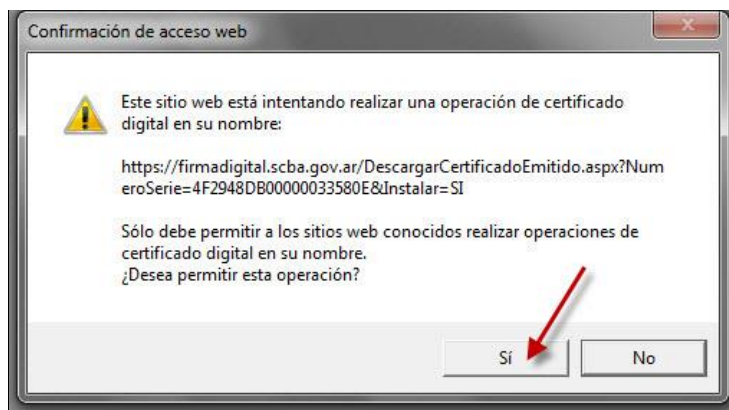 Confirmación de acceso web
Este sitio web está intentando realizar una operación de certificado
digital en su nombre:
https://firmadigital.scba.gov.ar/DescargarCertificadoEmitido.aspx?Num
eroSerie=4F2948DB00000033580E&Instalar=SI
Sólo debe permitir a los sitios web conocidos realizar operaciones de
certificado digital en su nombre.
¿Desea permitir esta operación?
Sí
No